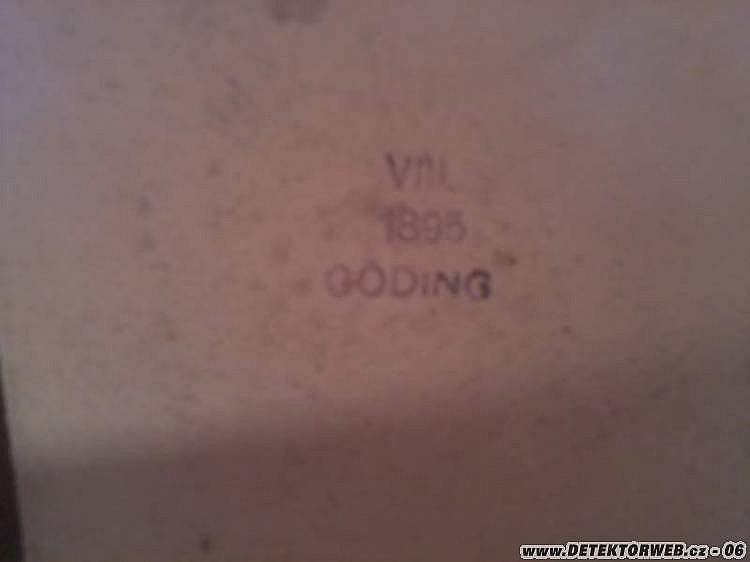 VIII.
1895
GÖDING
www.DETEKTORWEB.cz - 06